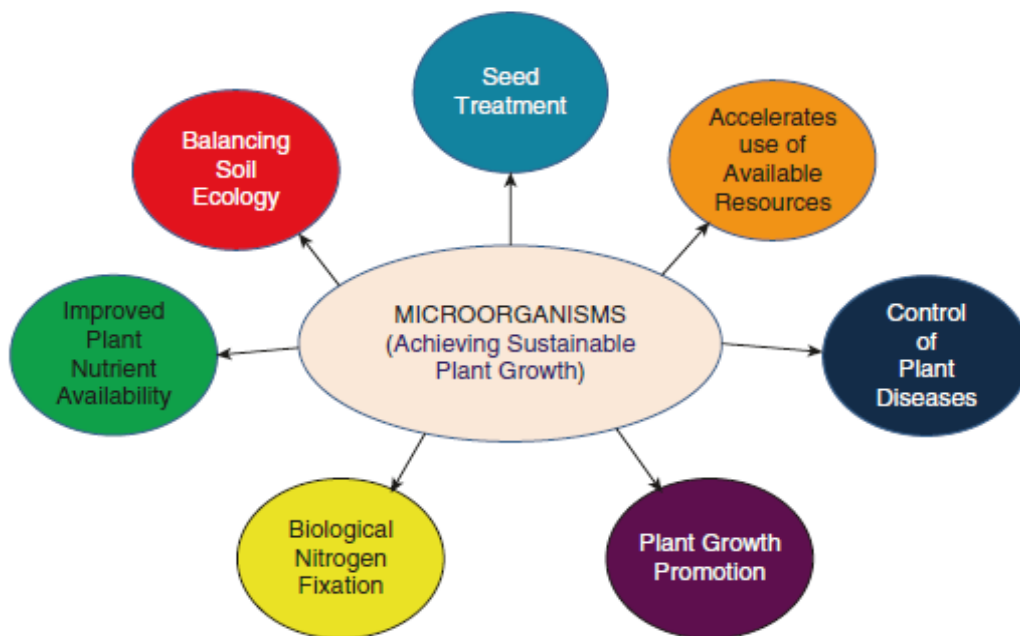 Seed
Treatment
Accelerates
use of
Available
Resources
Balancing
Soil
Ecology
MICROORGANISMS
(Achieving Sustainable
Plant Growth)
Improved
Plant
Nutrient
Availability
Control
of
Plant
Diseases
Biological
Nitrogen
Fixation
Plant Growth
Promotion